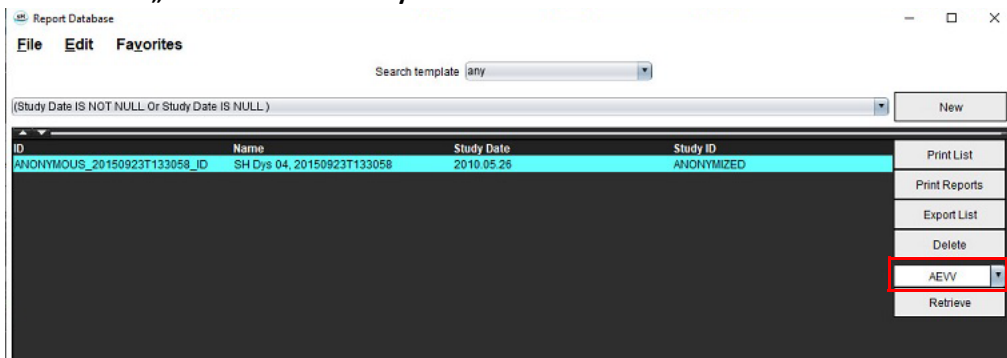 SH Report Database
File Edit Favorites
Search template any
(Study Date IS NOT NULL Or Study Date IS NULL )
New
ID Name Study Date Study ID
ANONYMOUS_20150923T133058_ID SH Dys 04, 20150923T133058 2010.05.26 ANONYMIZED
Print List
Print Reports
Export List
Delete
AEVV
Retrieve